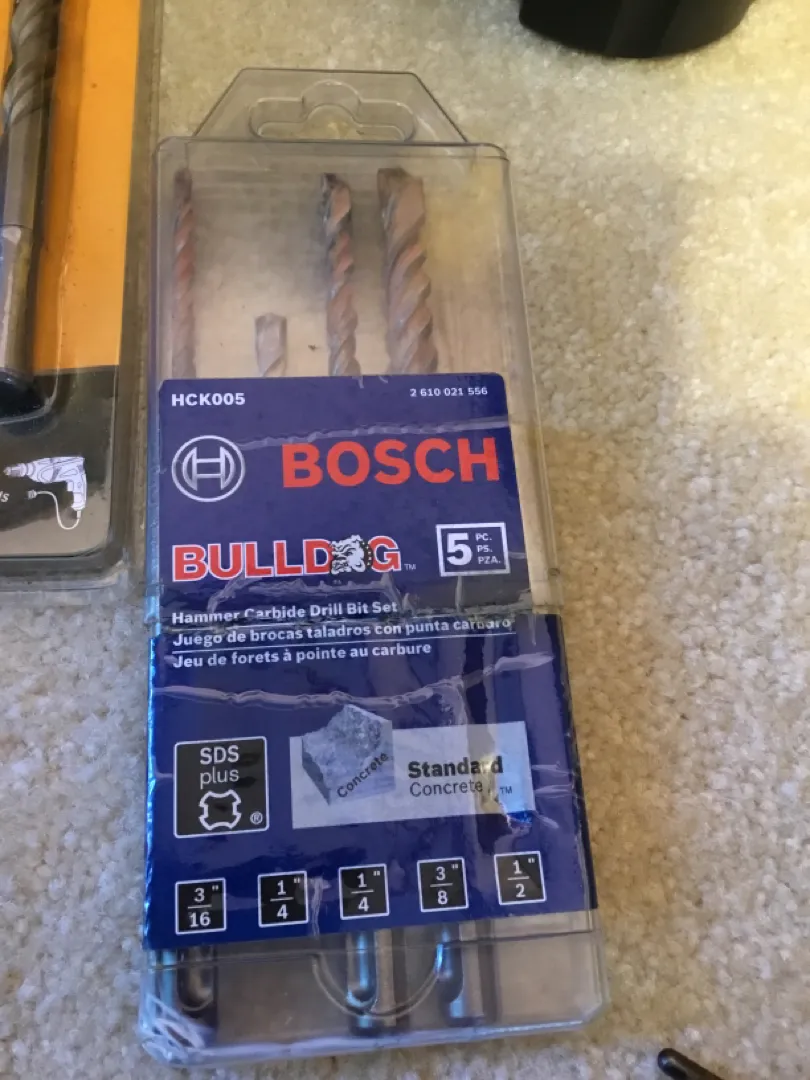 HCK005
2 610 021 556
BOSCH
BULLDOG™
5 PC. PS. PZA.
Hammer Carbide Drill Bit Set
Juego de brocas taladros con punta carburo
Jeu de forets à pointe au carbure
SDS
plus
®
Concrete
Standard
Concrete™
3/16"
1/4"
1/4"
3/8"
1/2"